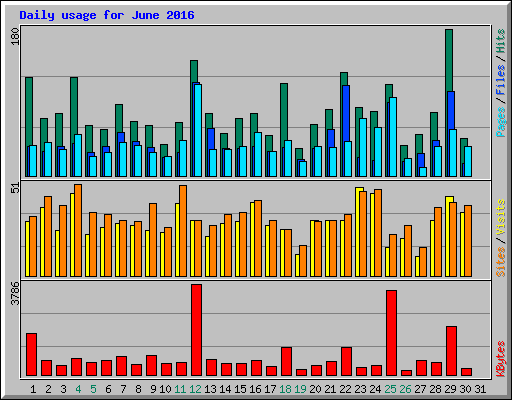 Daily usage for June 2016
180
51
3786
Pages / Files / Hits
Sites / Visits
KBytes
1 2 3 4 5 6 7 8 9 10 11 12 13 14 15 16 17 18 19 20 21 22 23 24 25 26 27 28 29 30 31